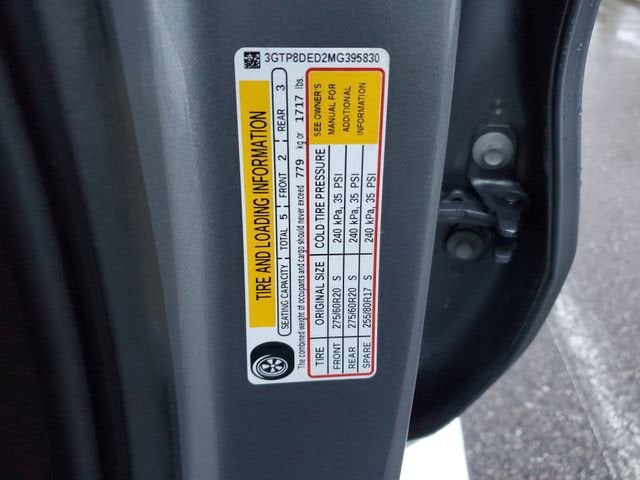 3GTP8DED2MG395830
TIRE AND LOADING INFORMATION
SEATING CAPACITY TOTAL 5 FRONT 2 REAR 3
The combined weight of occupants and cargo should never exceed 779 kg or 1717 lbs.
TIRE ORIGINAL SIZE COLD TIRE PRESSURE SEE OWNER'S
FRONT 275/60R20 S 240 kPa, 35 PSI MANUAL FOR
REAR 275/60R20 S 240 kPa, 35 PSI ADDITIONAL
SPARE 255/80R17 S 240 kPa, 35 PSI INFORMATION